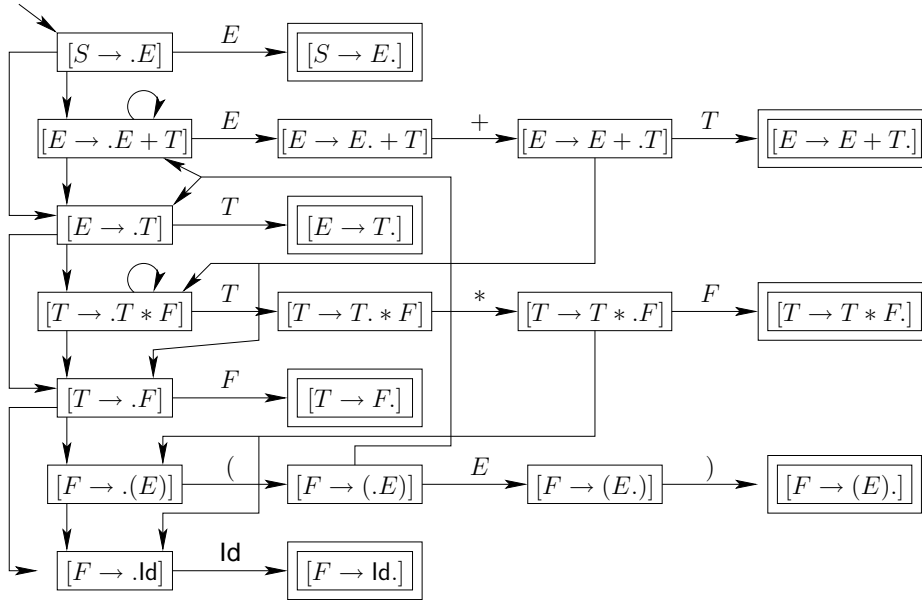 E
[S → .E] [S → E.]
E + T
[E → .E + T] [E → E. + T] [E → E + .T] [E → E + T.]
T
[E → .T] [E → T.]
T * F
[T → .T * F] [T → T. * F] [T → T * .F] [T → T * F.]
F
[T → .F] [T → F.]
( E )
[F → .(E)] [F → (.E)] [F → (E.)] [F → (E).]
Id
[F → .Id] [F → Id.]